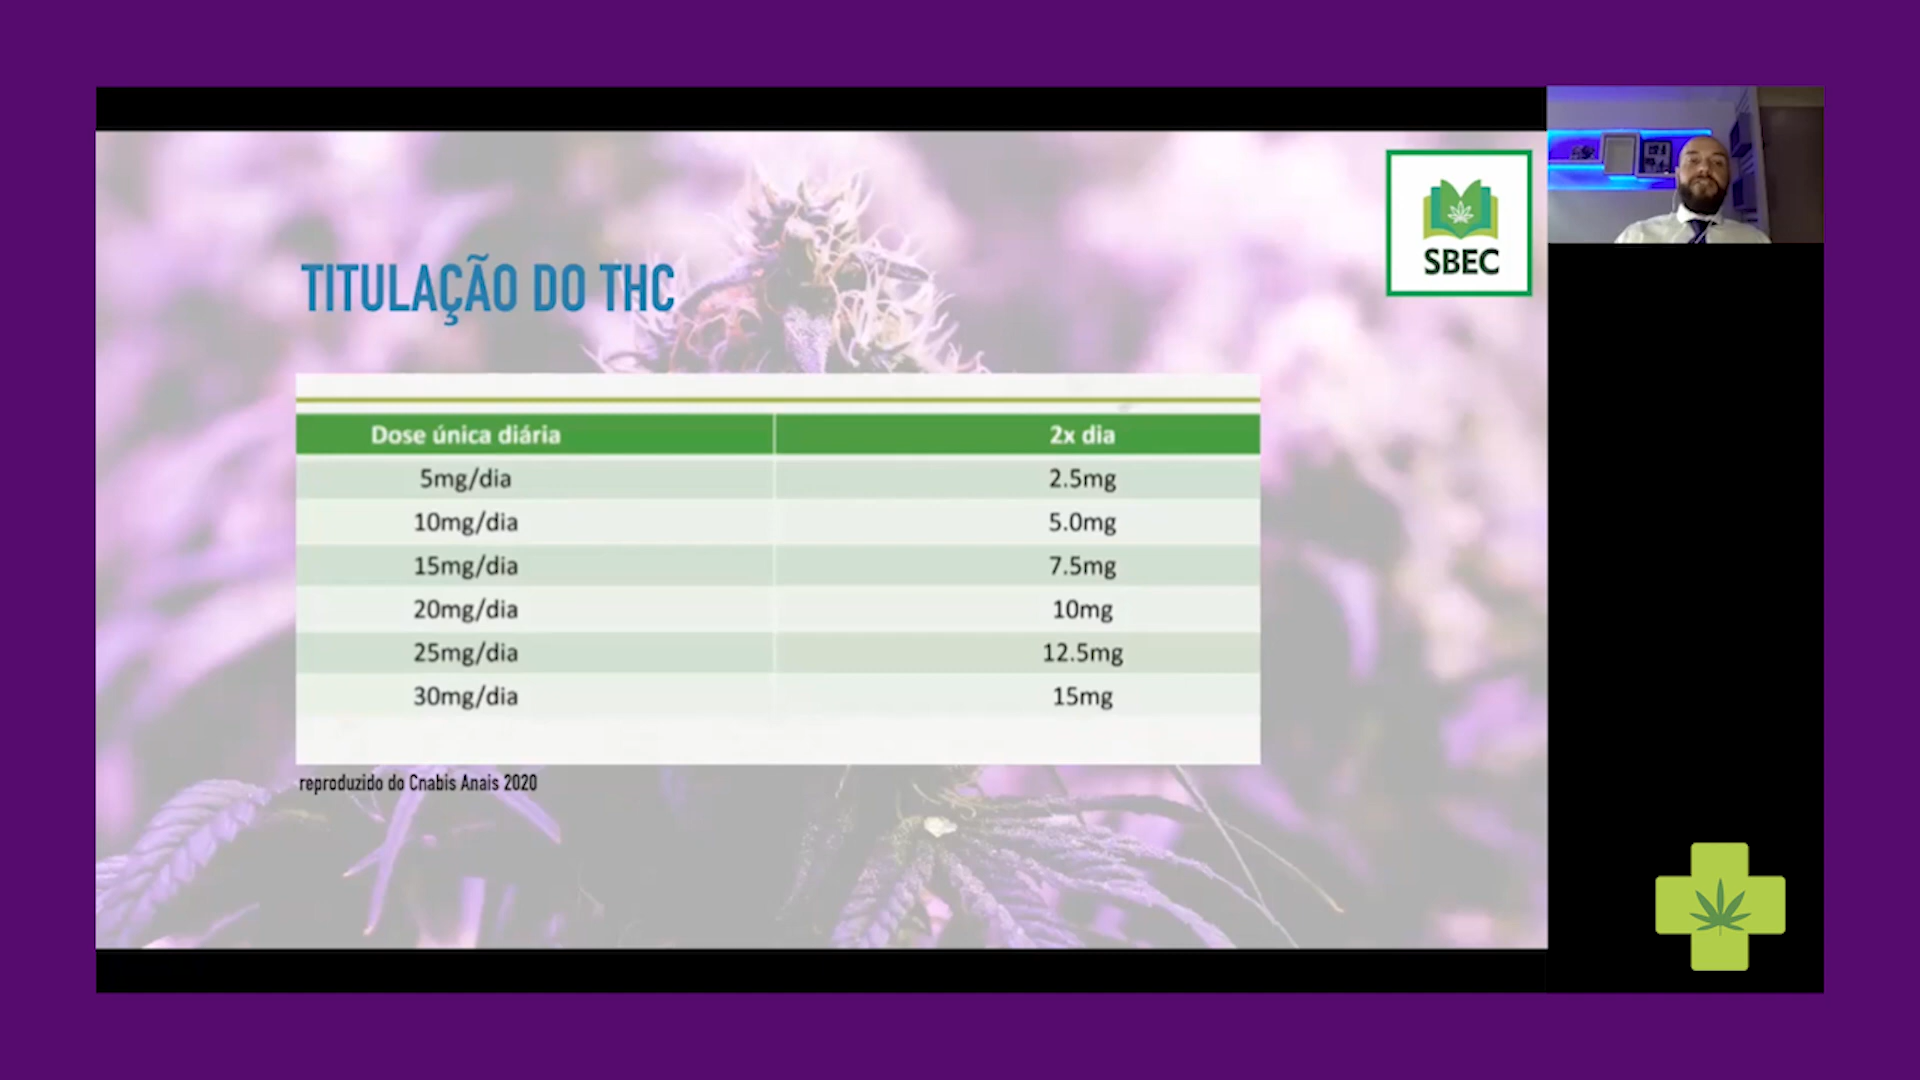 SBEC
TITULAÇÃO DO THC
Dose única diária 2x dia
5mg/dia 2.5mg
10mg/dia 5.0mg
15mg/dia 7.5mg
20mg/dia 10mg
25mg/dia 12.5mg
30mg/dia 15mg
reproduzido do Cnabis Anais 2020